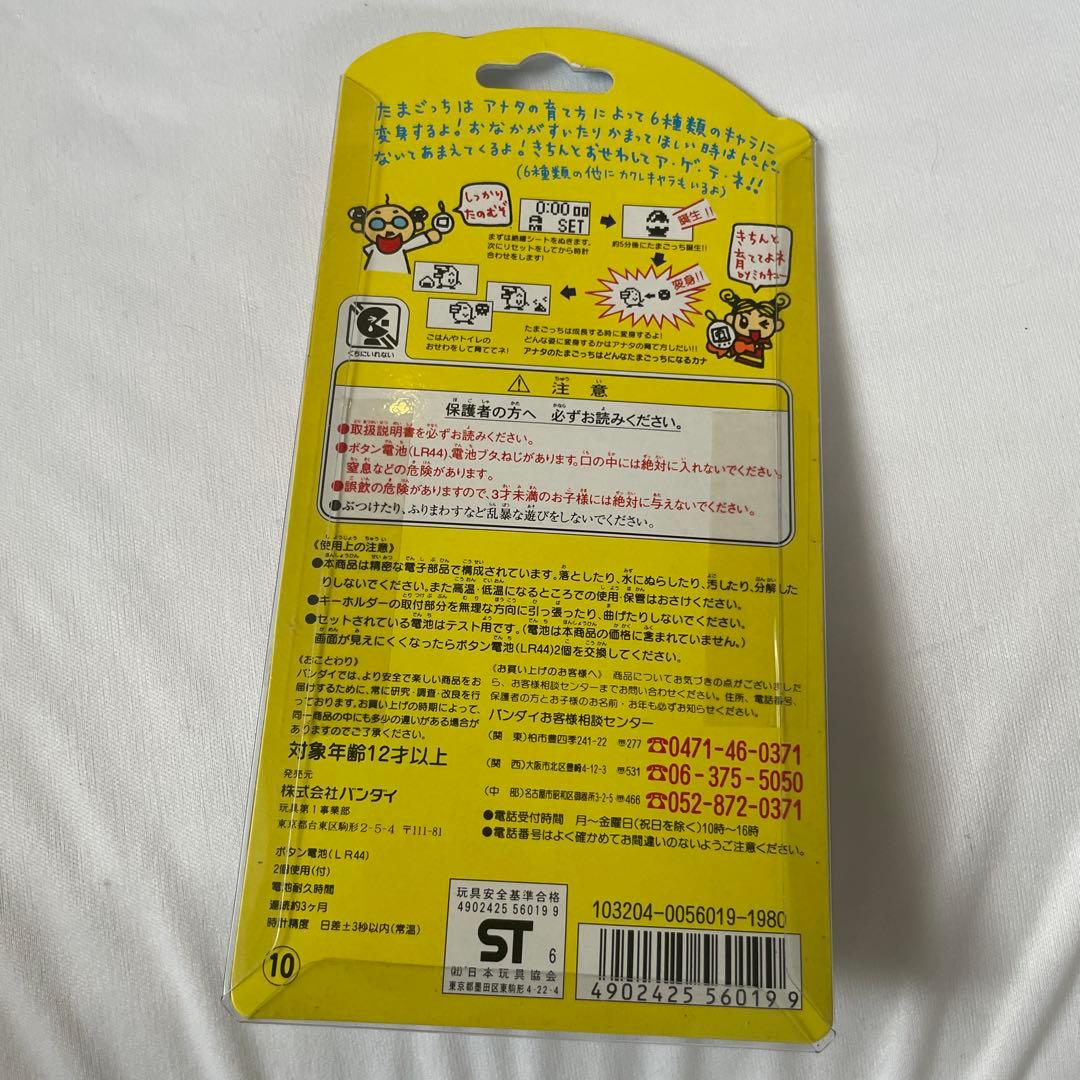 たまごっちは アナタの育て方によって6種類のキャラに
変身するよ！おなかがすいたりかまってほしい時はピーピー
ないてあまえてくるよ！きちんとおせわしてア・ゲ・テ・ネ!!
(6種類の他にカクレキャラもいるよ)
しっかり
たのむぞ
0:00 00
AM SET
まずは絶縁シートをぬきます。
次にリセットをしてから時計
合わせをします！
誕生!!
約5分後にたまごっち誕生!!
きちんと
育ててよネ
byミカチュー
変身!!
たまごっちは成長する時に変身するよ！
どんな姿に変身するかはアナタの育て方しだい!!
アナタのたまごっちはどんなたまごっちになるカナ
ごはんやトイレの
おせわをして育ててネ！
くちにいれない
注意
保護者の方へ 必ずお読みください。
●取扱説明書を必ずお読みください。
●ボタン電池(LR44)、電池ブタ、ねじがあります。口の中には絶対に入れないでください。
窒息などの危険があります。
●誤飲の危険がありますので、3才未満のお子様には絶対に与えないでください。
●ぶつけたり、ふりまわすなど乱暴な遊びをしないでください。
《使用上の注意》
●本商品は精密な電子部品で構成されています。落としたり、水にぬらしたり、汚したり、分解した
りしないでください。また高温・低温になるところでの使用・保管はおさけください。
●キーホルダーの取付部分を無理な方向に引っ張ったり、曲げたりしないでください。
●セットされている電池はテスト用です。(電池は本商品の価格に含まれていません。)
画面が見えにくくなったらボタン電池(LR44)2個を交換してください。
《おことわり》
バンダイでは、より安全で楽しい商品をお
届けするために、常に研究・調査・改良を行
っております。お買い上げの時期によって、
同一商品の中にも多少の違いがある場合が
ありますのでご了承ください。
対象年齢12才以上
発売元
株式会社バンダイ
玩具第1事業部
東京都台東区駒形2-5-4 〒111-81
《お買い上げのお客様へ》 商品についてお気づきの点がございました
ら、お客様相談センターまでお問い合わせください。住所、電話番号、
保護者の方とお子様のお名前・お年も必ずお知らせください。
バンダイお客様相談センター
(関 東)柏市豊四季241-22 〒277 ☎0471-46-0371
(関 西)大阪市北区豊崎4-12-3 〒531 ☎06-375-5050
(中 部)名古屋市昭和区御器所3-2-5 〒466 ☎052-872-0371
●電話受付時間 月〜金曜日(祝日を除く)10時〜16時
●電話番号はよく確かめてお間違いのないようご注意ください。
ボタン電池(LR44)
2個使用(付)
電池耐久時間
連続約3ヶ月
時計精度 日差±3秒以内(常温)
10
玩具安全基準合格
4902425 56019 9
ST 6
(社)日本玩具協会
東京都墨田区東駒形4-22-4
103204-0056019-1980
4902425 56019 9